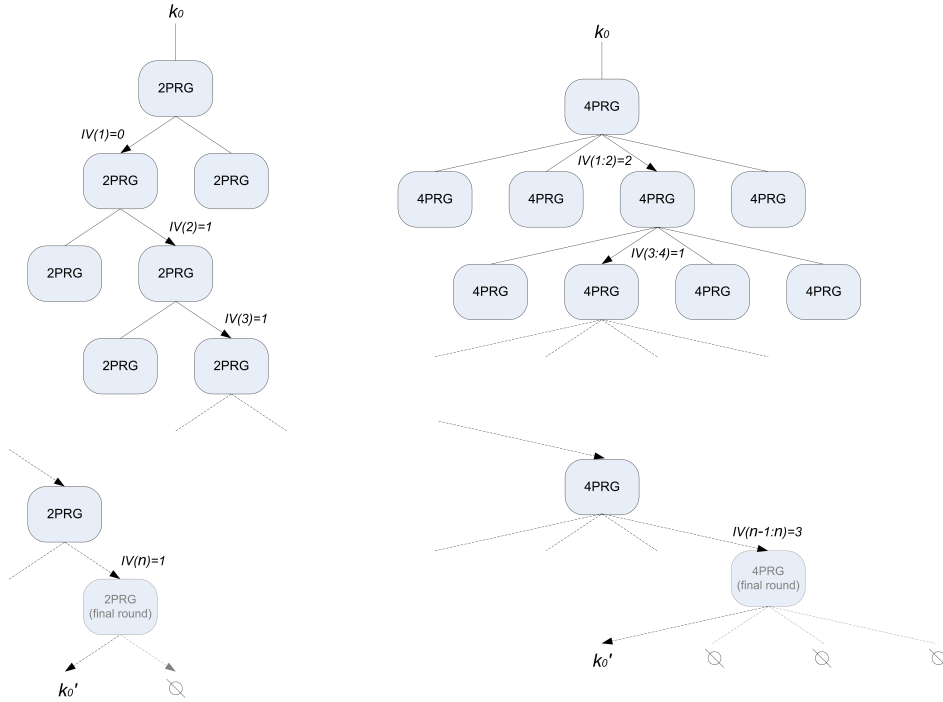 k0
2PRG
IV(1)=0
2PRG
2PRG
IV(2)=1
2PRG
2PRG
IV(3)=1
2PRG
2PRG
2PRG
IV(n)=1
2PRG
(final round)
k0'
k0
4PRG
IV(1:2)=2
4PRG
4PRG
4PRG
4PRG
IV(3:4)=1
4PRG
4PRG
4PRG
4PRG
4PRG
IV(n-1:n)=3
4PRG
(final round)
k0'